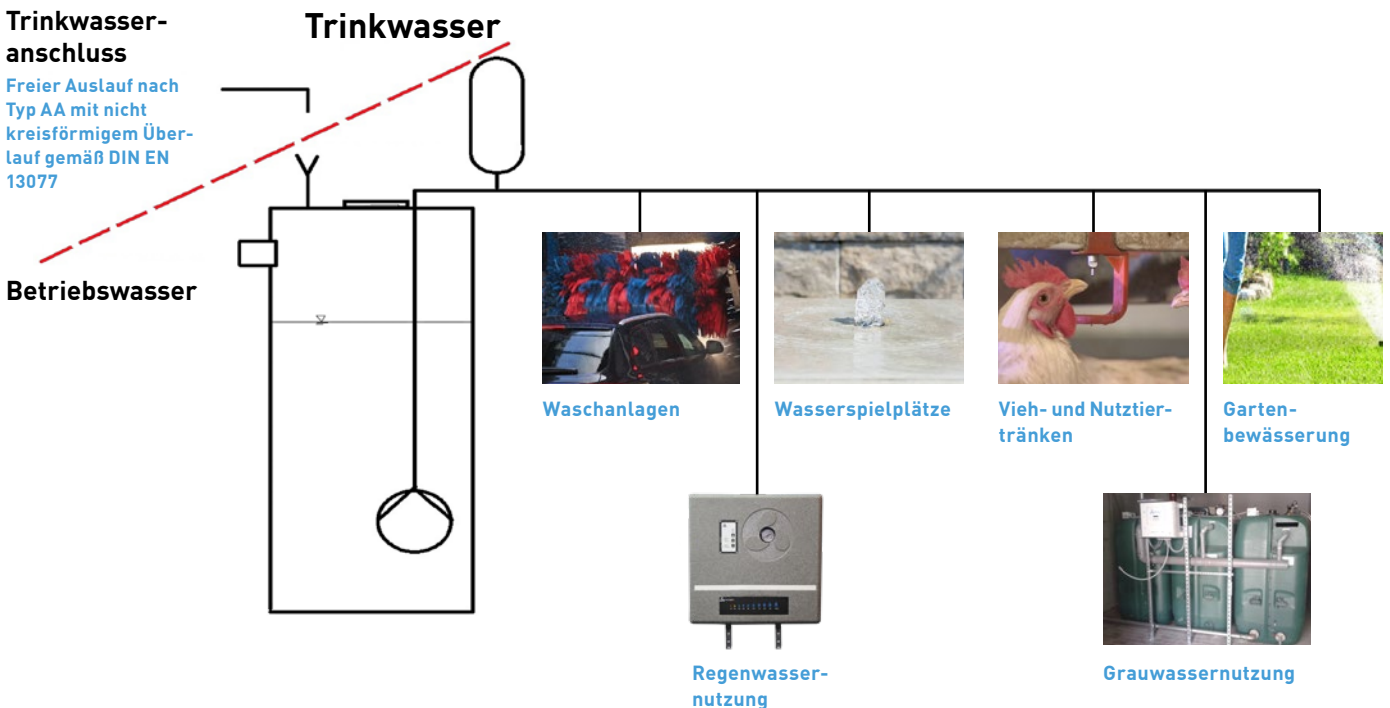 Trinkwasser-
anschluss
Freier Auslauf nach
Typ AA mit nicht
kreisförmigem Über-
lauf gemäß DIN EN
13077
Trinkwasser
Betriebswasser
Waschanlagen
Wasserspielplätze
Vieh- und Nutztier-
tränken
Garten-
bewässerung
Regenwasser-
nutzung
Grauwassernutzung